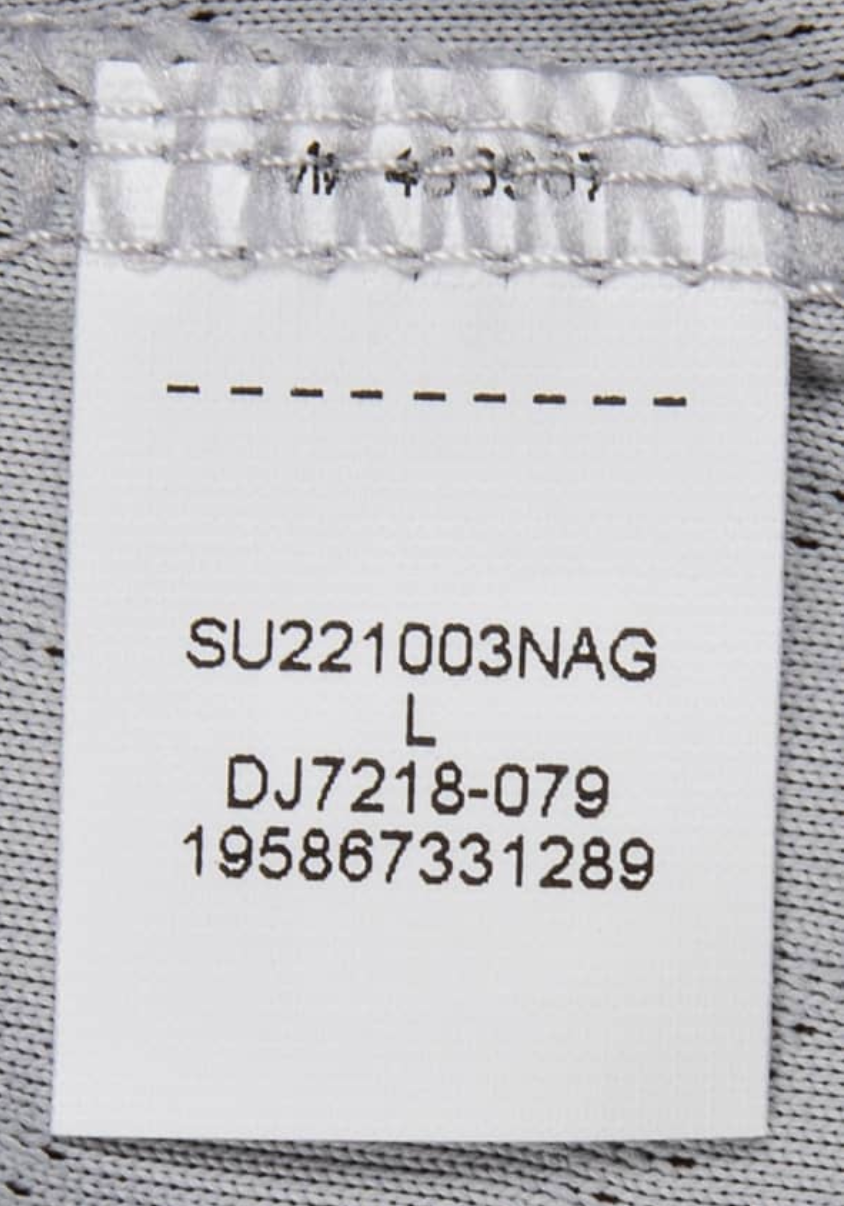 - - - - - - - - -
SU221003NAG
L
DJ7218-079
195867331289